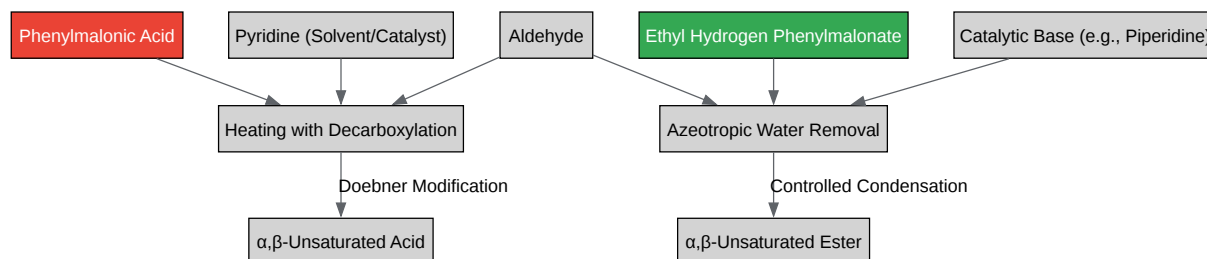 Phenylmalonic Acid
Pyridine (Solvent/Catalyst)
Aldehyde
Ethyl Hydrogen Phenylmalonate
Catalytic Base (e.g., Piperidine)
Heating with Decarboxylation
Azeotropic Water Removal
Doebner Modification
Controlled Condensation
α,β-Unsaturated Acid
α,β-Unsaturated Ester